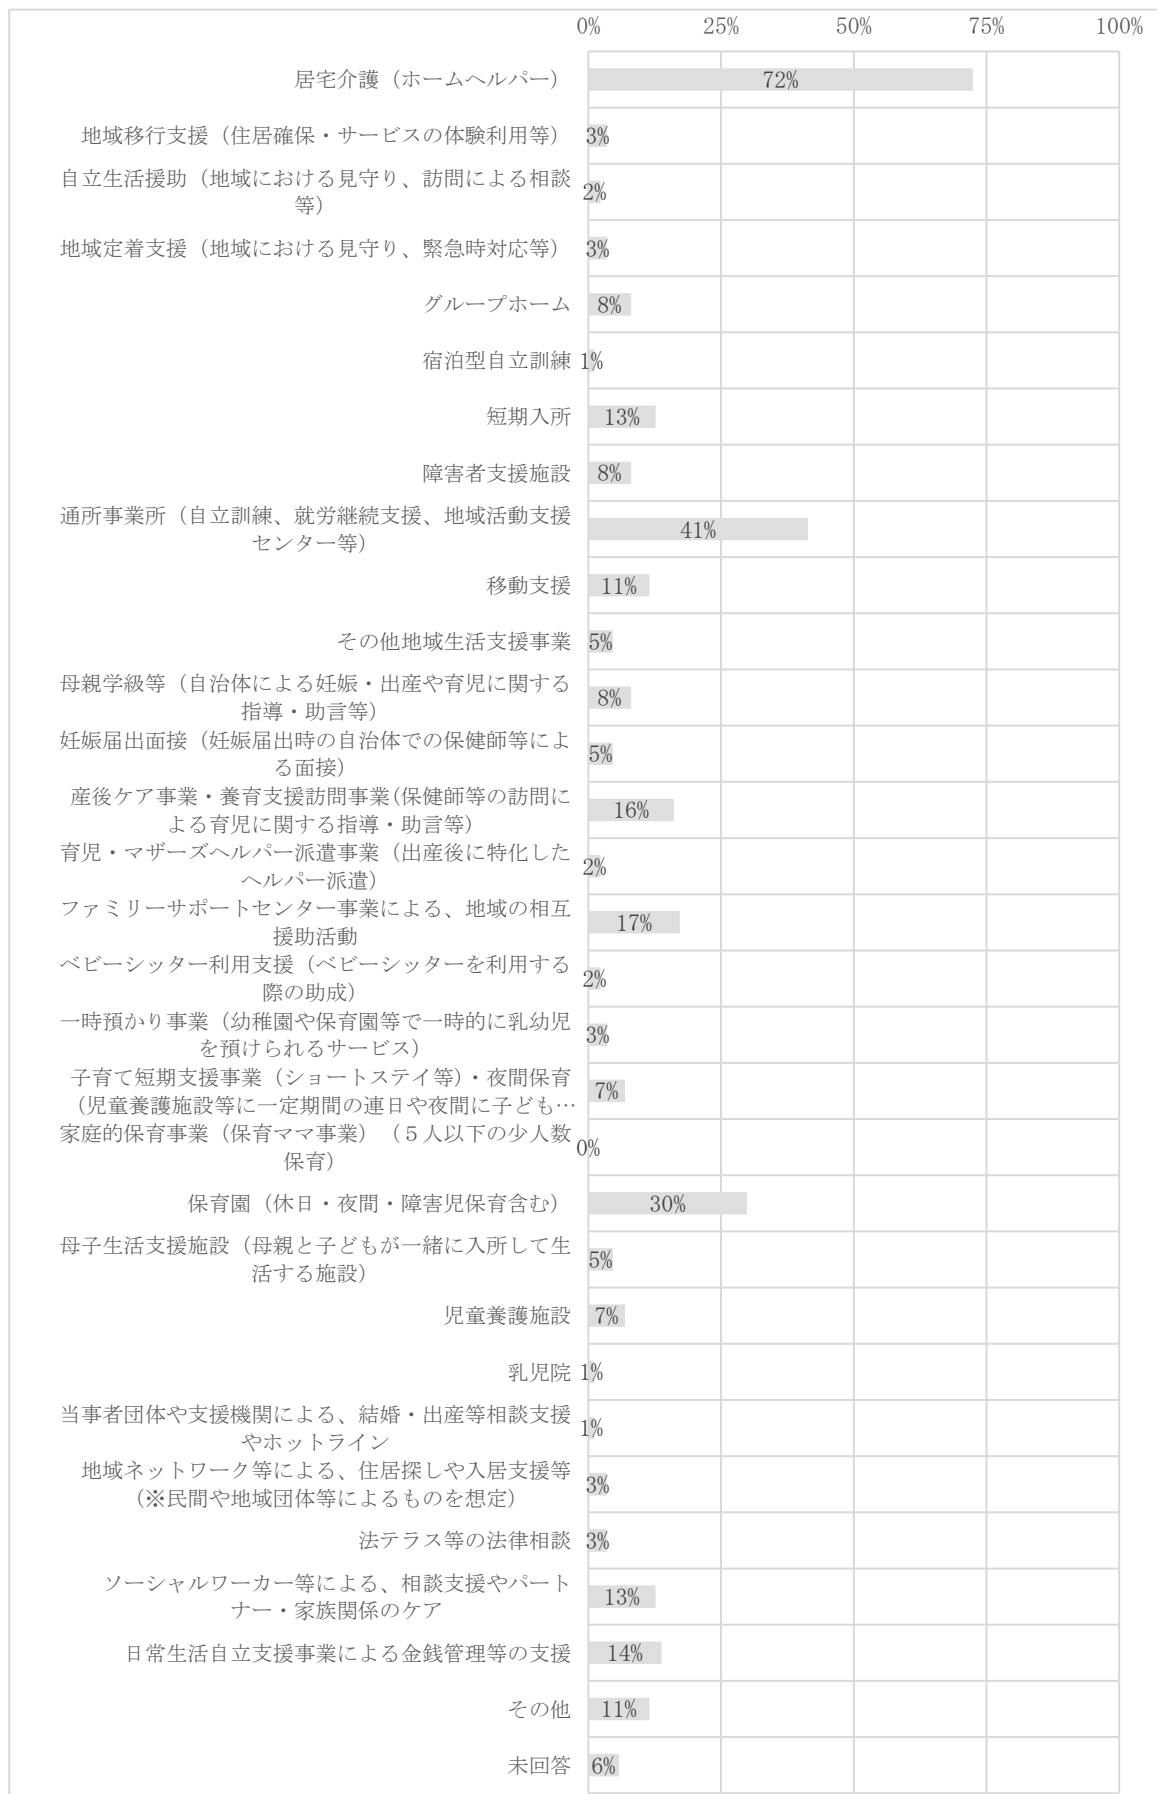 0% 25% 50% 75% 100%
居宅介護（ホームヘルパー） 72%
地域移行支援（住居確保・サービスの体験利用等） 3%
自立生活援助（地域における見守り、訪問による相談
等） 2%
地域定着支援（地域における見守り、緊急時対応等） 3%
グループホーム 8%
宿泊型自立訓練 1%
短期入所 13%
障害者支援施設 8%
通所事業所（自立訓練、就労継続支援、地域活動支援
センター等） 41%
移動支援 11%
その他地域生活支援事業 5%
母親学級等（自治体による妊娠・出産や育児に関する
指導・助言等） 8%
妊娠届出面接（妊娠届出時の自治体での保健師等によ
る面接） 5%
産後ケア事業・養育支援訪問事業(保健師等の訪問に
よる育児に関する指導・助言等） 16%
育児・マザーズヘルパー派遣事業（出産後に特化した
ヘルパー派遣） 2%
ファミリーサポートセンター事業による、地域の相互
援助活動 17%
ベビーシッター利用支援（ベビーシッターを利用する
際の助成） 2%
一時預かり事業（幼稚園や保育園等で一時的に乳幼児
を預けられるサービス） 3%
子育て短期支援事業（ショートステイ等）・夜間保育
（児童養護施設等に一定期間の連日や夜間に子ども… 7%
家庭的保育事業（保育ママ事業）（５人以下の少人数
保育） 0%
保育園（休日・夜間・障害児保育含む） 30%
母子生活支援施設（母親と子どもが一緒に入所して生
活する施設） 5%
児童養護施設 7%
乳児院 1%
当事者団体や支援機関による、結婚・出産等相談支援
やホットライン 1%
地域ネットワーク等による、住居探しや入居支援等
（※民間や地域団体等によるものを想定） 3%
法テラス等の法律相談 3%
ソーシャルワーカー等による、相談支援やパート
ナー・家族関係のケア 13%
日常生活自立支援事業による金銭管理等の支援 14%
その他 11%
未回答 6%